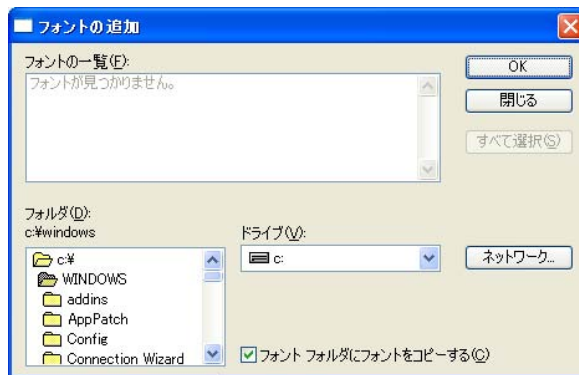 フォントの追加
フォントの一覧(F):
フォントが見つかりません。
OK
閉じる
すべて選択(S)
フォルダ(D):
c:¥windows
c:¥
WINDOWS
addins
AppPatch
Config
Connection Wizard
ドライブ(V):
c:
ネットワーク...
フォント フォルダにフォントをコピーする(C)